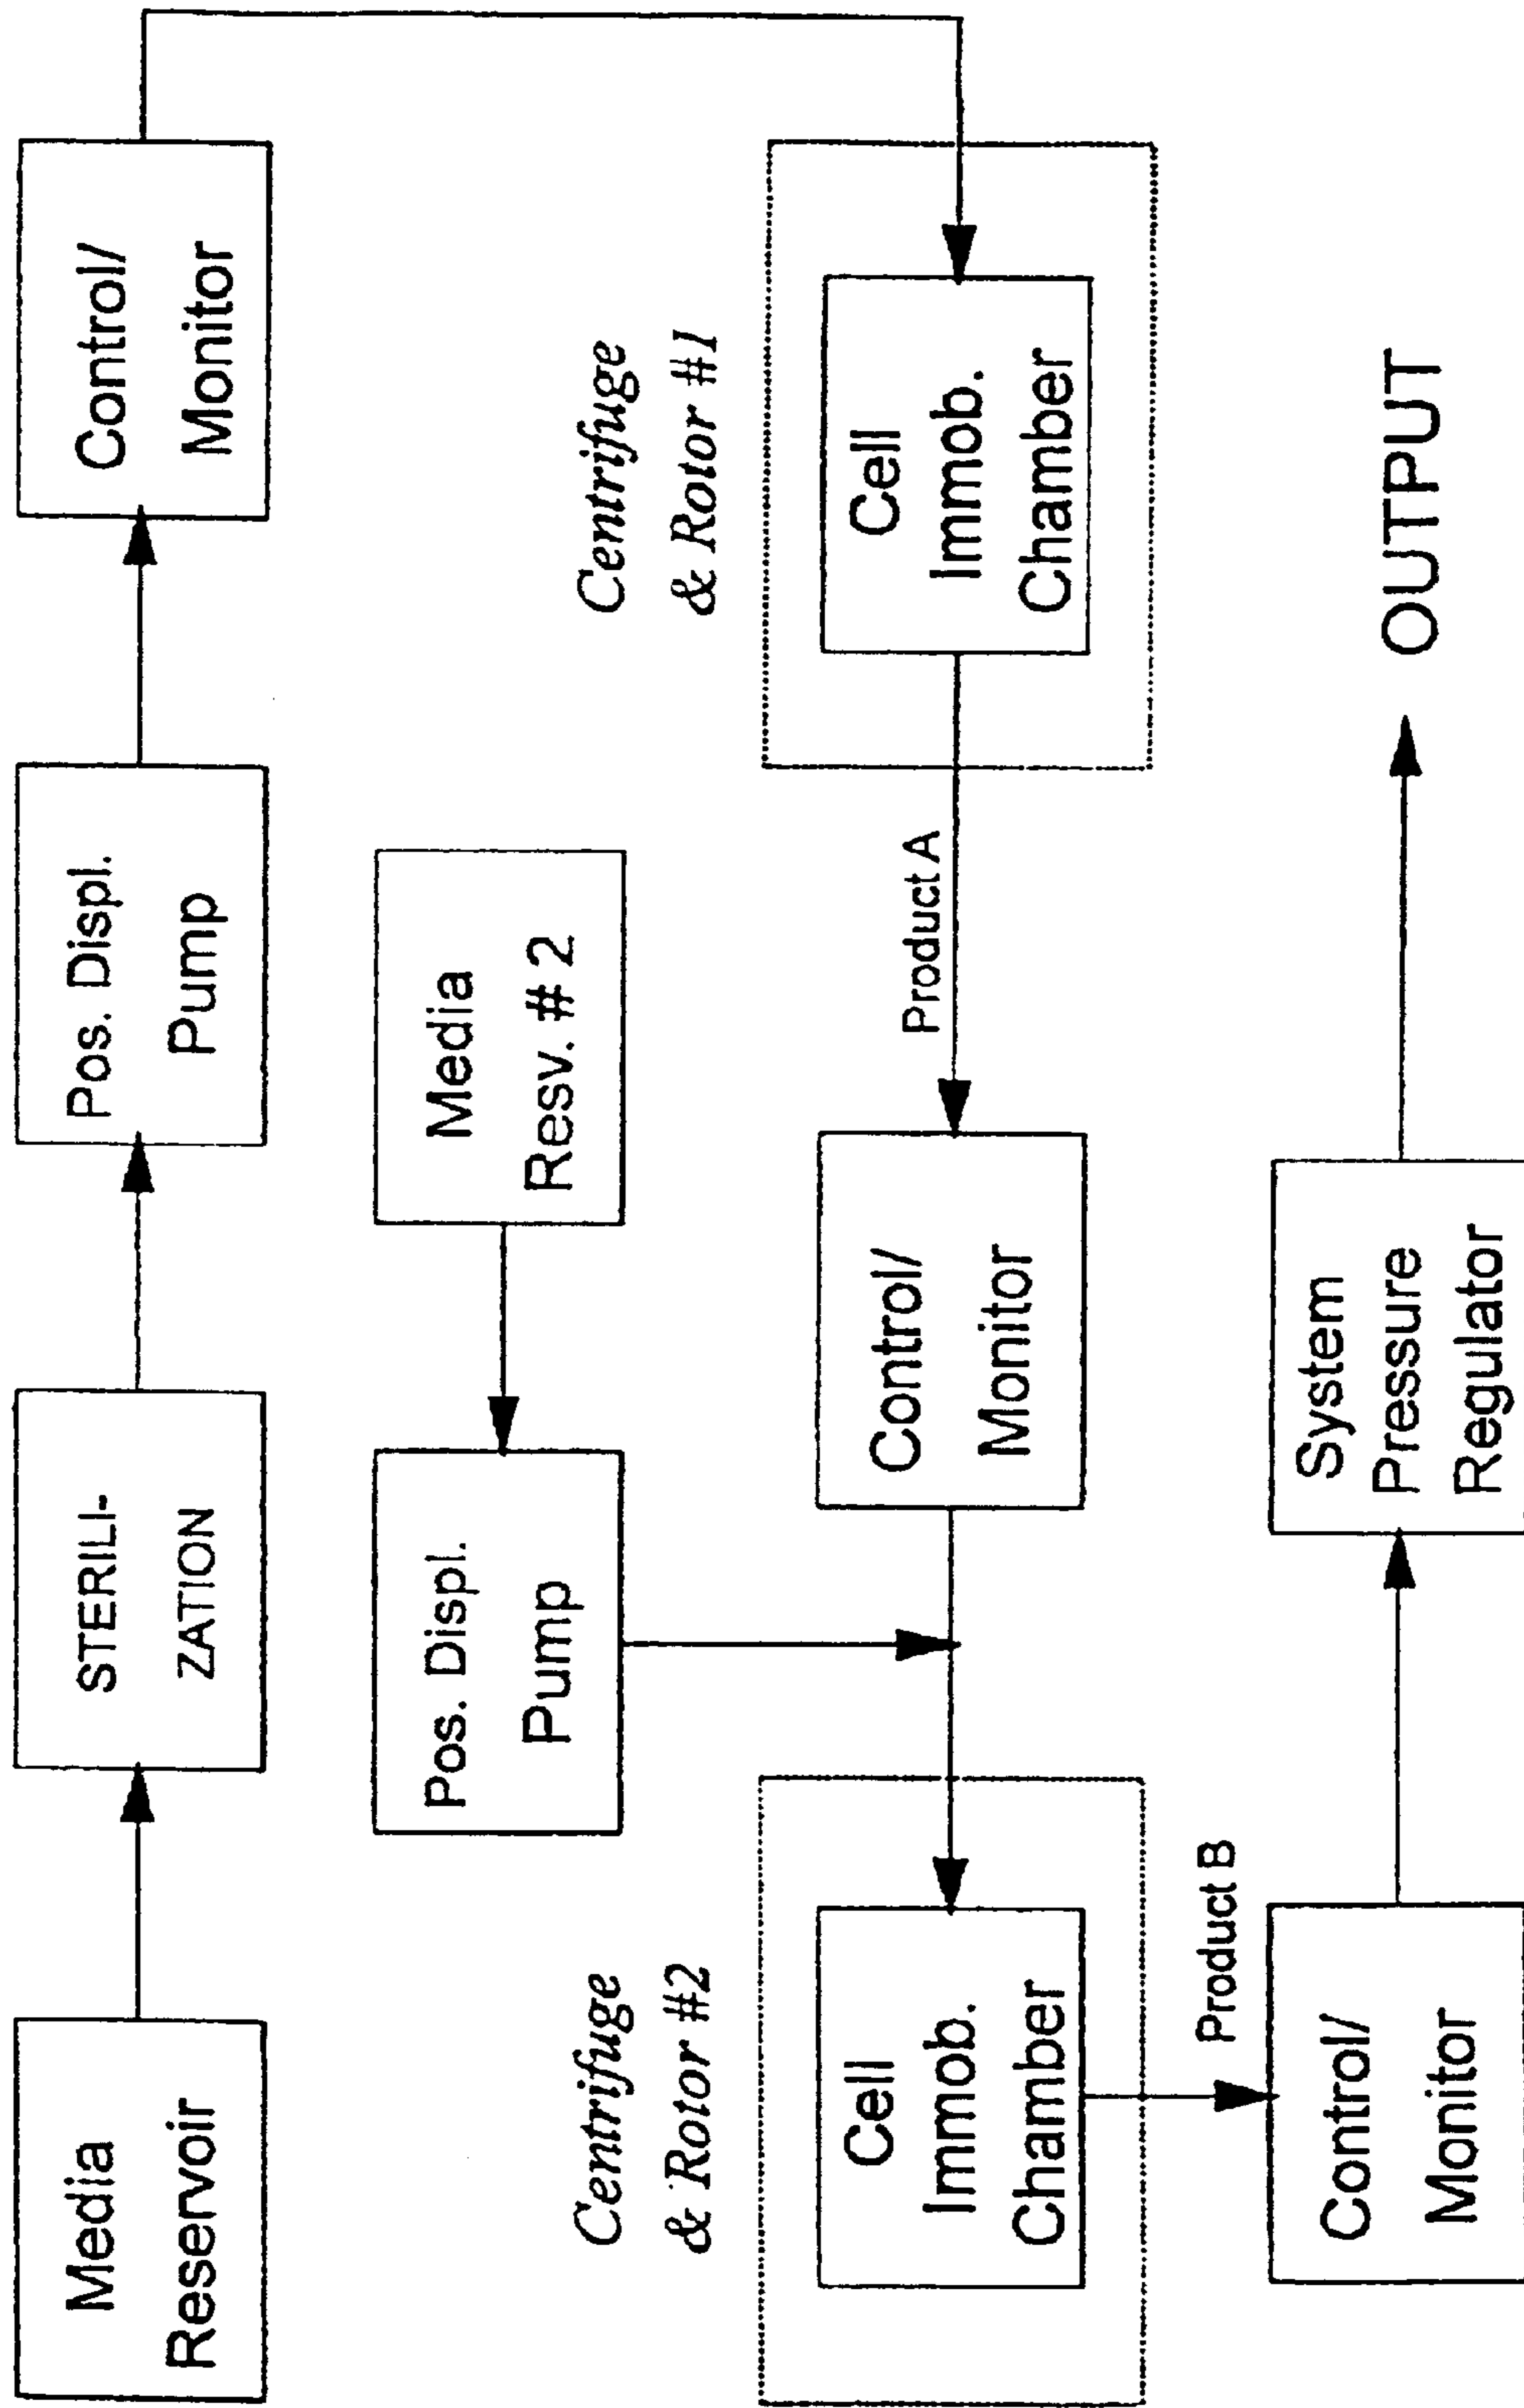 Media
Reservoir
STERILI-
ZATION
Pos. Displ.
Pump
Control/
Monitor
Pos. Displ.
Pump
Media
Resv. # 2
Centrifuge
& Rotor #2
Centrifuge
& Rotor #1
Cell
Immob.
Chamber
Control/
Monitor
Product A
Cell
Immob.
Chamber
Product B
Control/
Monitor
System
Pressure
Regulator
OUTPUT